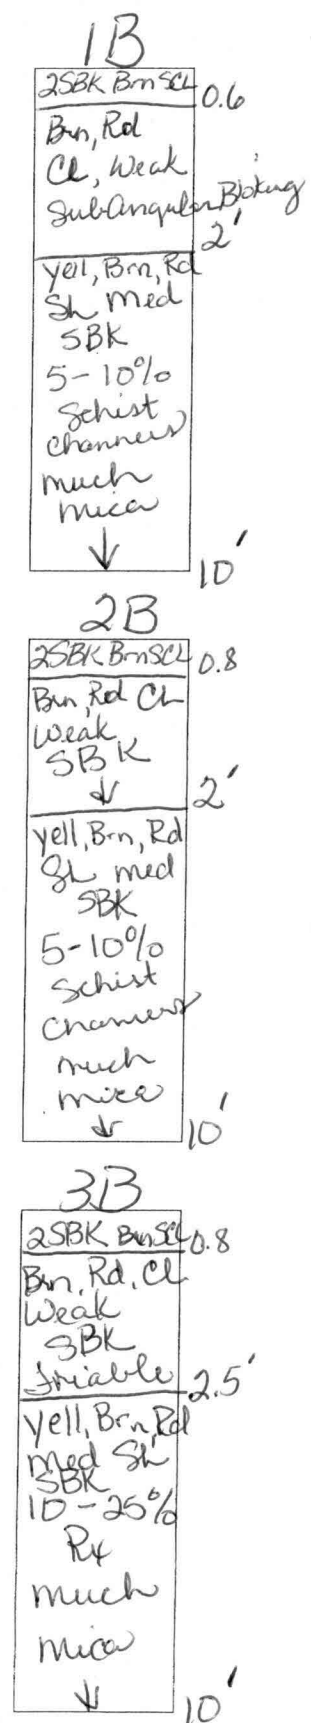 1B
2SBK Brn SCL 0.6
Brn, Rd
CL, Weak
SubAngular Bloking
2'
yell, Brn, Rd
SL med
SBK
5-10%
Schist
Channers
much
mica
10'
2B
2SBK Brn SCL 0.8
Brn, Rd CL
Weak
SBK
2'
yell, Brn, Rd
SL med
SBK
5-10%
Schist
Channers
much
mica
10'
3B
2SBK Brn SCL 0.8
Brn, Rd, CL
Weak
SBK
friable 2.5'
yell, Brn, Rd
med SL
SBK
10-25%
much
mica
10'